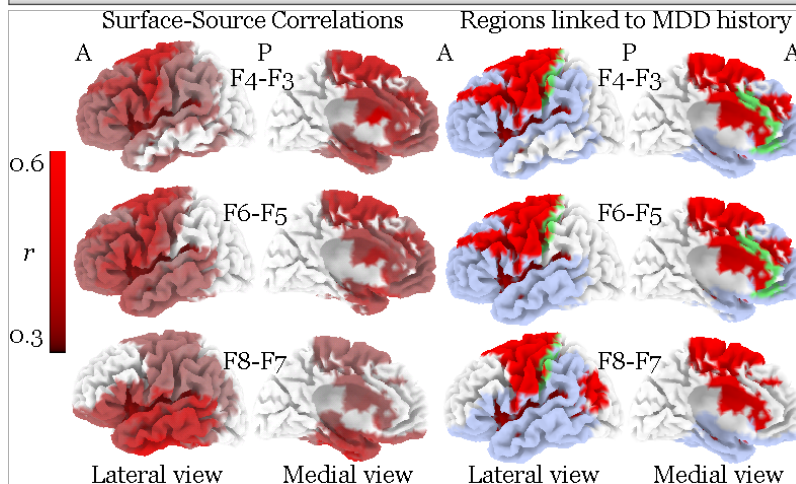 Surface-Source Correlations
Regions linked to MDD history
A P A P A
F4-F3 F4-F3
0.6
F6-F5 F6-F5
r
0.3
F8-F7 F8-F7
Lateral view Medial view Lateral view Medial view